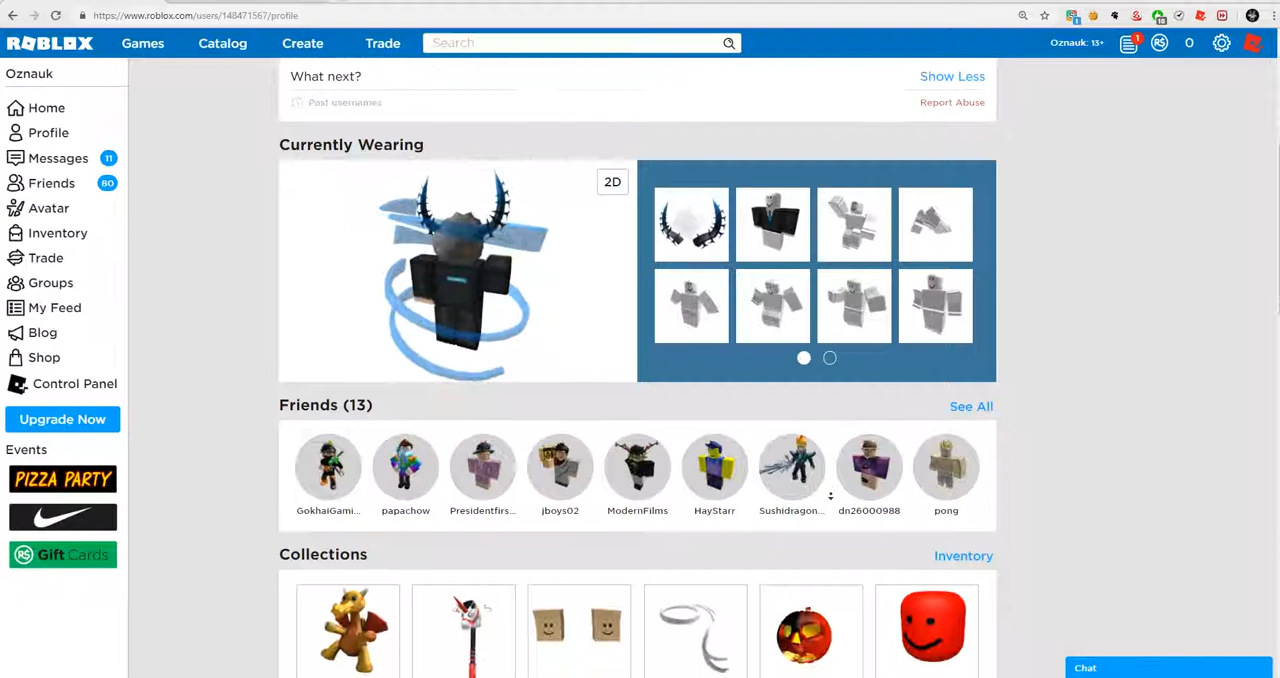 https://www.roblox.com/users/148471567/profile
ROBLOX
Games
Catalog
Create
Trade
Search
Oznauk: 13+
1
0
Oznauk
Home
Profile
Messages 11
Friends 80
Avatar
Inventory
Trade
Groups
My Feed
Blog
Shop
Control Panel
Upgrade Now
Events
PIZZA PARTY
Gift Cards
What next?
Show Less
Past usernames
Report Abuse
Currently Wearing
2D
Friends (13)
See All
GokhaiGami...
papachow
Presidentfirs...
jboys02
ModernFilms
HayStarr
Sushidragon...
dn26000988
pong
Collections
Inventory
Chat